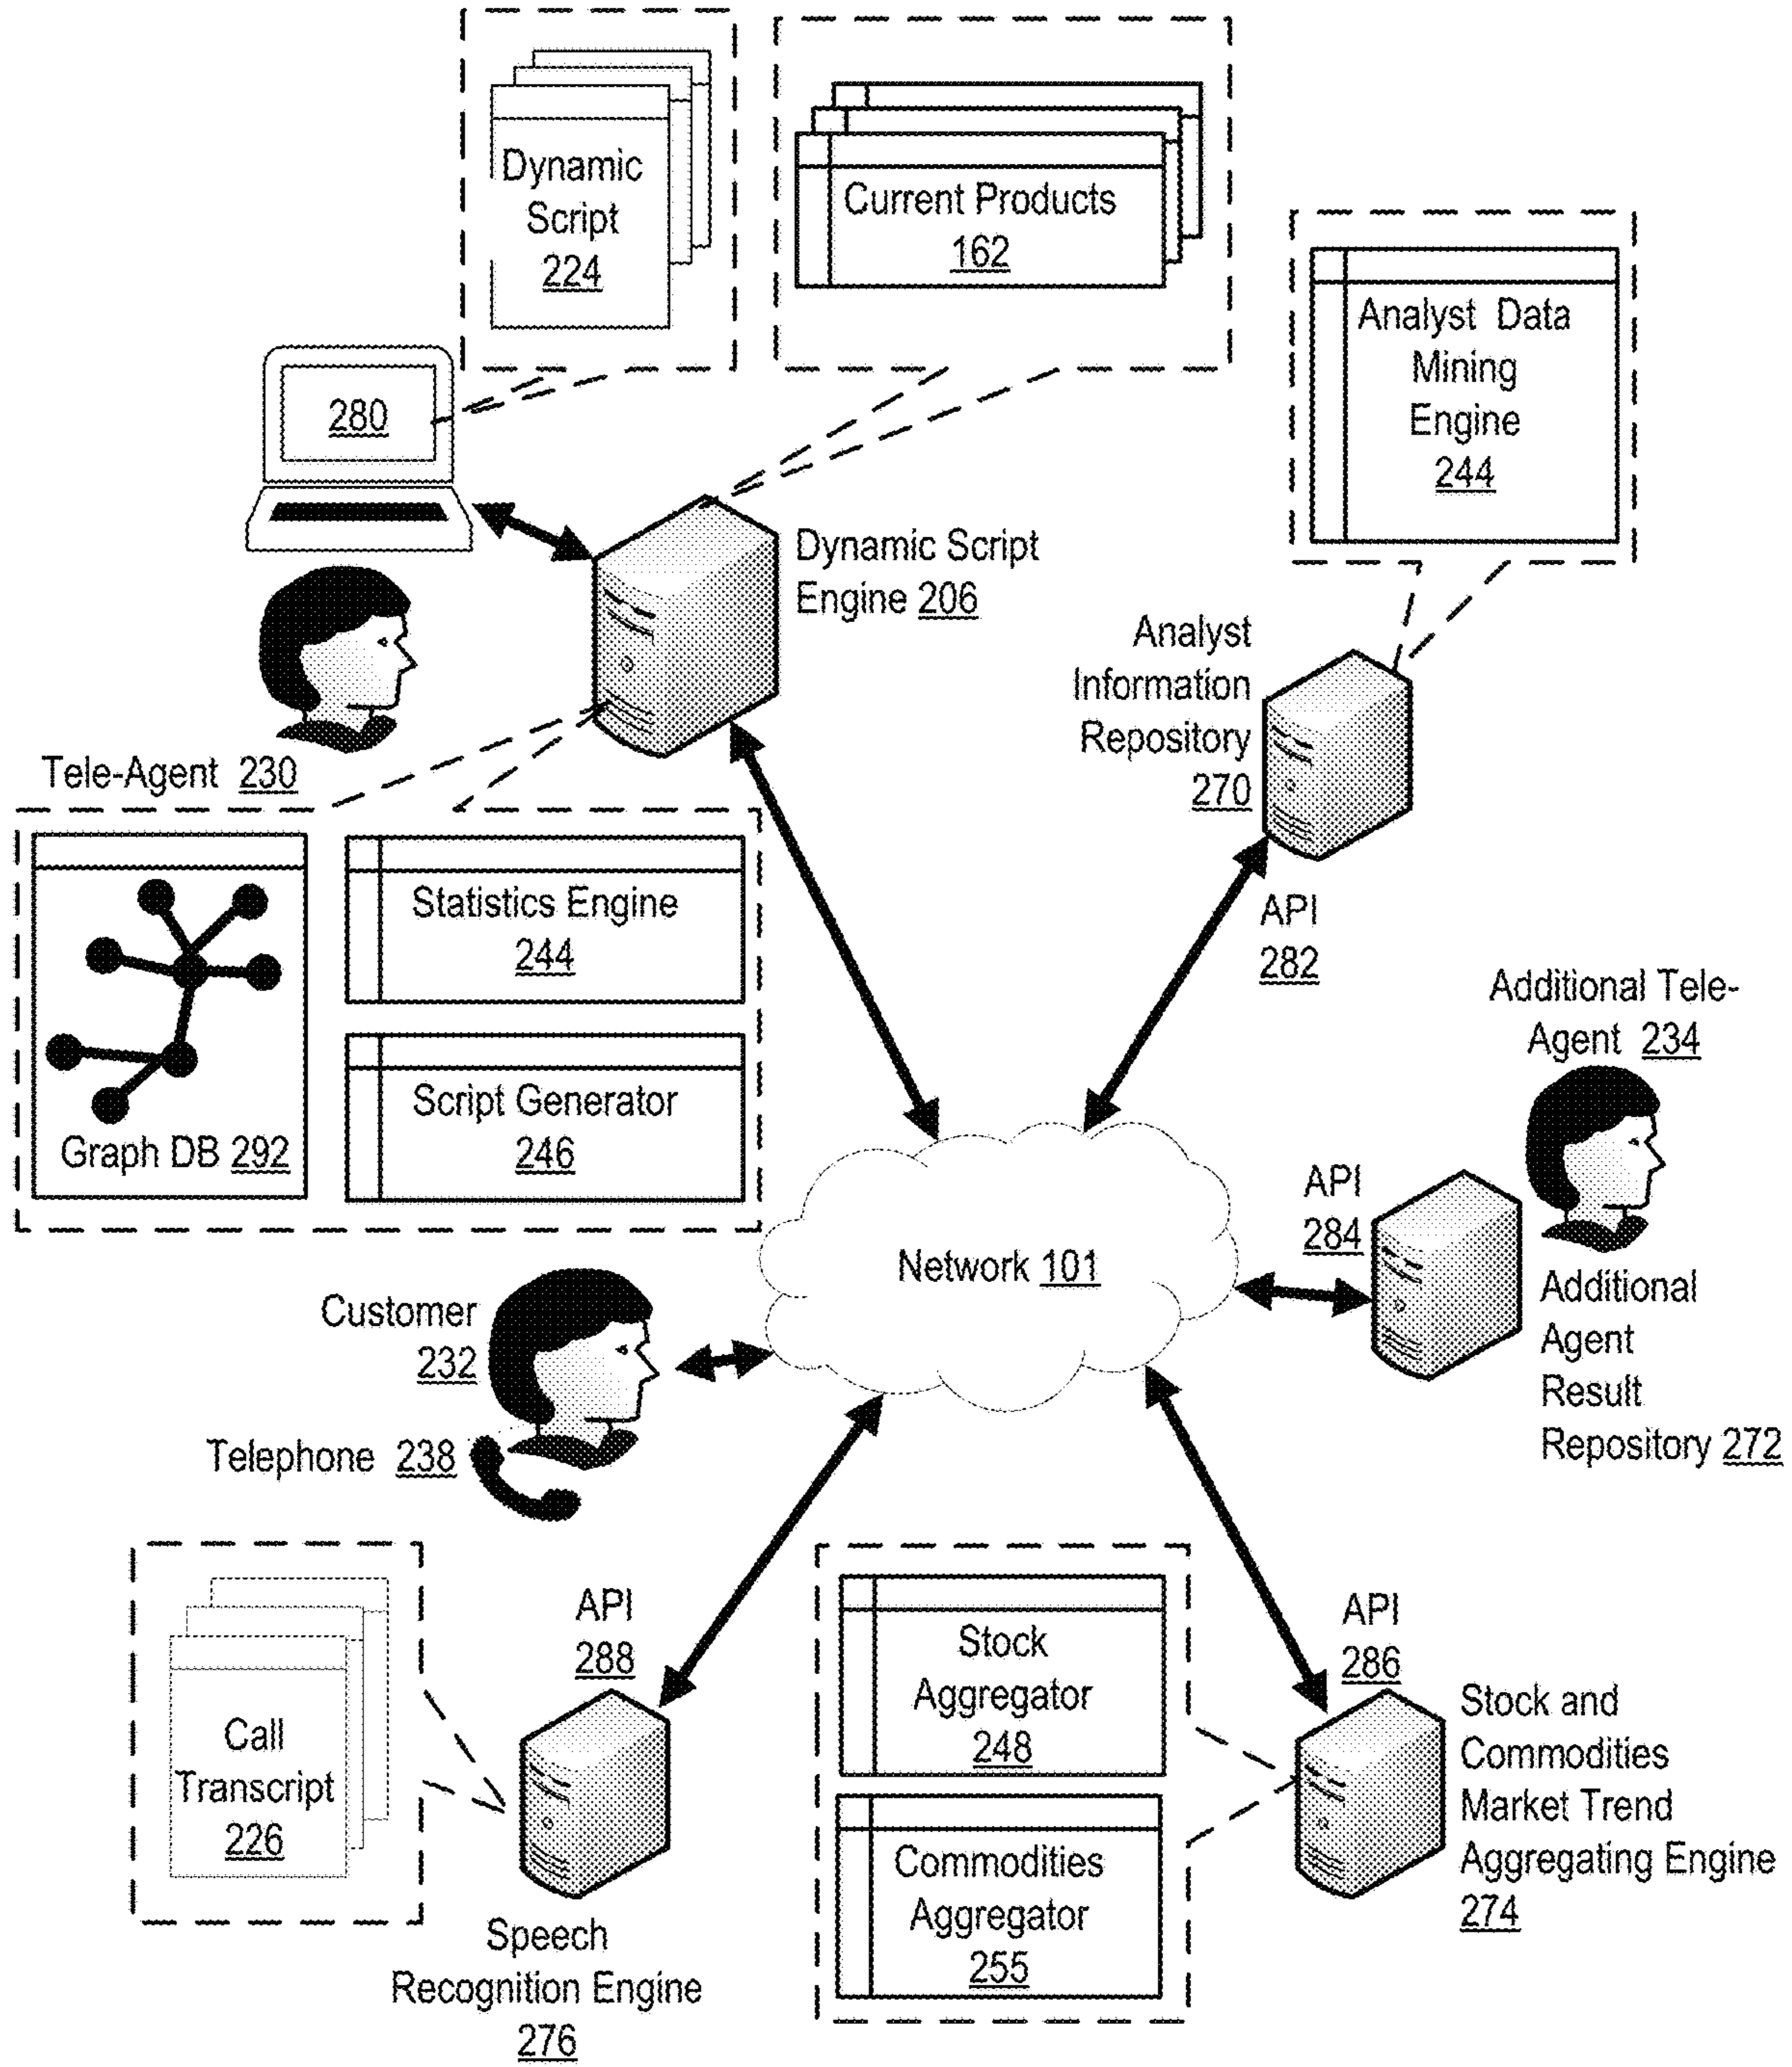 Dynamic
Script
224
Current Products
162
Analyst Data
Mining
Engine
244
280
Dynamic Script
Engine 206
Analyst
Information
Repository
270
Tele-Agent 230
Statistics Engine
244
API
282
Additional Tele-
Agent 234
Script Generator
246
Graph DB 292
API
284
Network 101
Customer
232
Additional
Agent
Result
Repository 272
Telephone 238
API
288
API
286
Stock
Aggregator
248
Stock and
Commodities
Market Trend
Aggregating Engine
274
Call
Transcript
226
Commodities
Aggregator
255
Speech
Recognition Engine
276